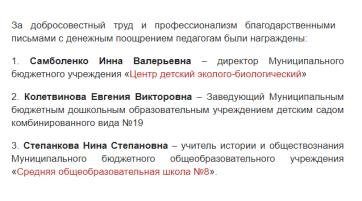 За добросовестный труд и профессионализм благодарственными
письмами с денежным поощрением педагогам были награждены:
1. Самболенко Инна Валерьевна – директор Муниципального
бюджетного учреждения «Центр детский эколого-биологический»
2. Колетвинова Евгения Викторовна – Заведующий Муниципальным
бюджетным дошкольным образовательным учреждением детским садом
комбинированного вида №19
3. Степанкова Нина Степановна – учитель истории и обществознания
Муниципального бюджетного общеобразовательного учреждения
«Средняя общеобразовательная школа №8».